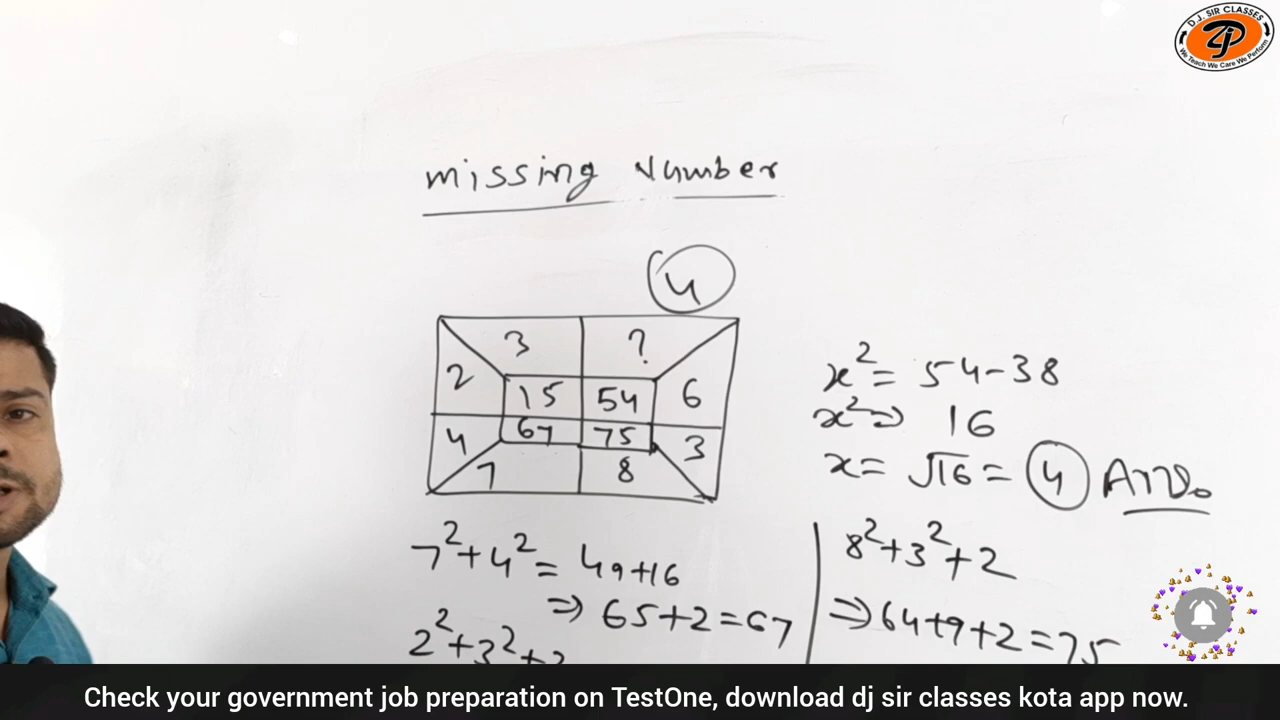 D.J. SIR CLASSES
We Teach We Care We Perform
missing Number
4
3 ?
2 15 54 6
4 67 75 3
7 8
x² = 54-38
x² ⇒ 16
x = √16 = 4 Ans.
7²+4² = 49+16
⇒ 65+2=67
2²+3²+2
8²+3²+2
⇒ 64+9+2=75
Check your government job preparation on TestOne, download dj sir classes kota app now.